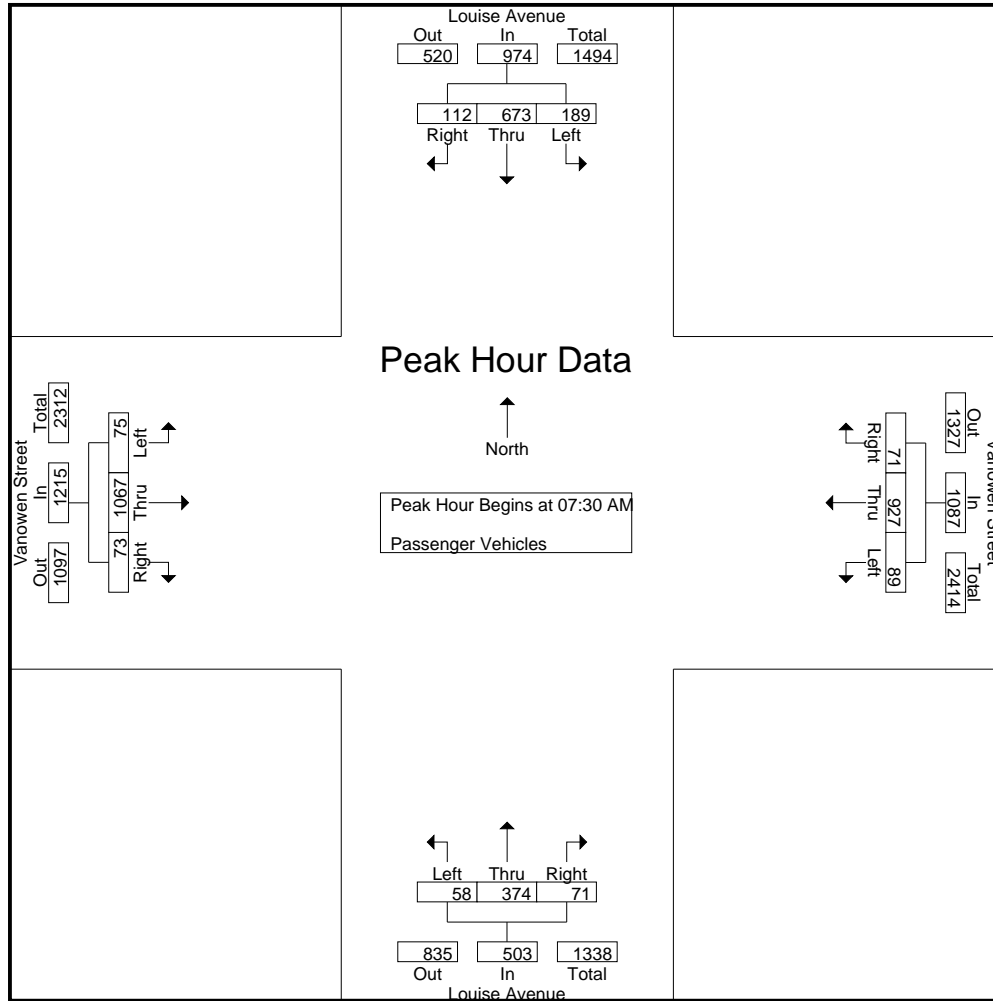 Louise Avenue
Out In Total
520 974 1494
112 673 189
Right Thru Left
Peak Hour Data
North
Peak Hour Begins at 07:30 AM
Passenger Vehicles
Vanowen Street
Total In Out
2312 1215 1097
75 1067 73
Left Thru Right
Vanowen Street
Out In Total
1327 1087 2414
71 927 89
Right Thru Left
Left Thru Right
58 374 71
835 503 1338
Out In Total
Louise Avenue